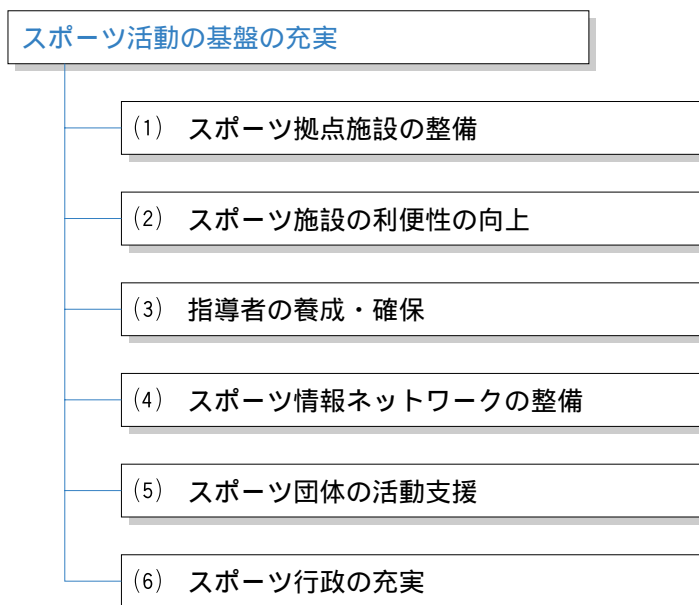 スポーツ活動の基盤の充実
(1) スポーツ拠点施設の整備
(2) スポーツ施設の利便性の向上
(3) 指導者の養成・確保
(4) スポーツ情報ネットワークの整備
(5) スポーツ団体の活動支援
(6) スポーツ行政の充実